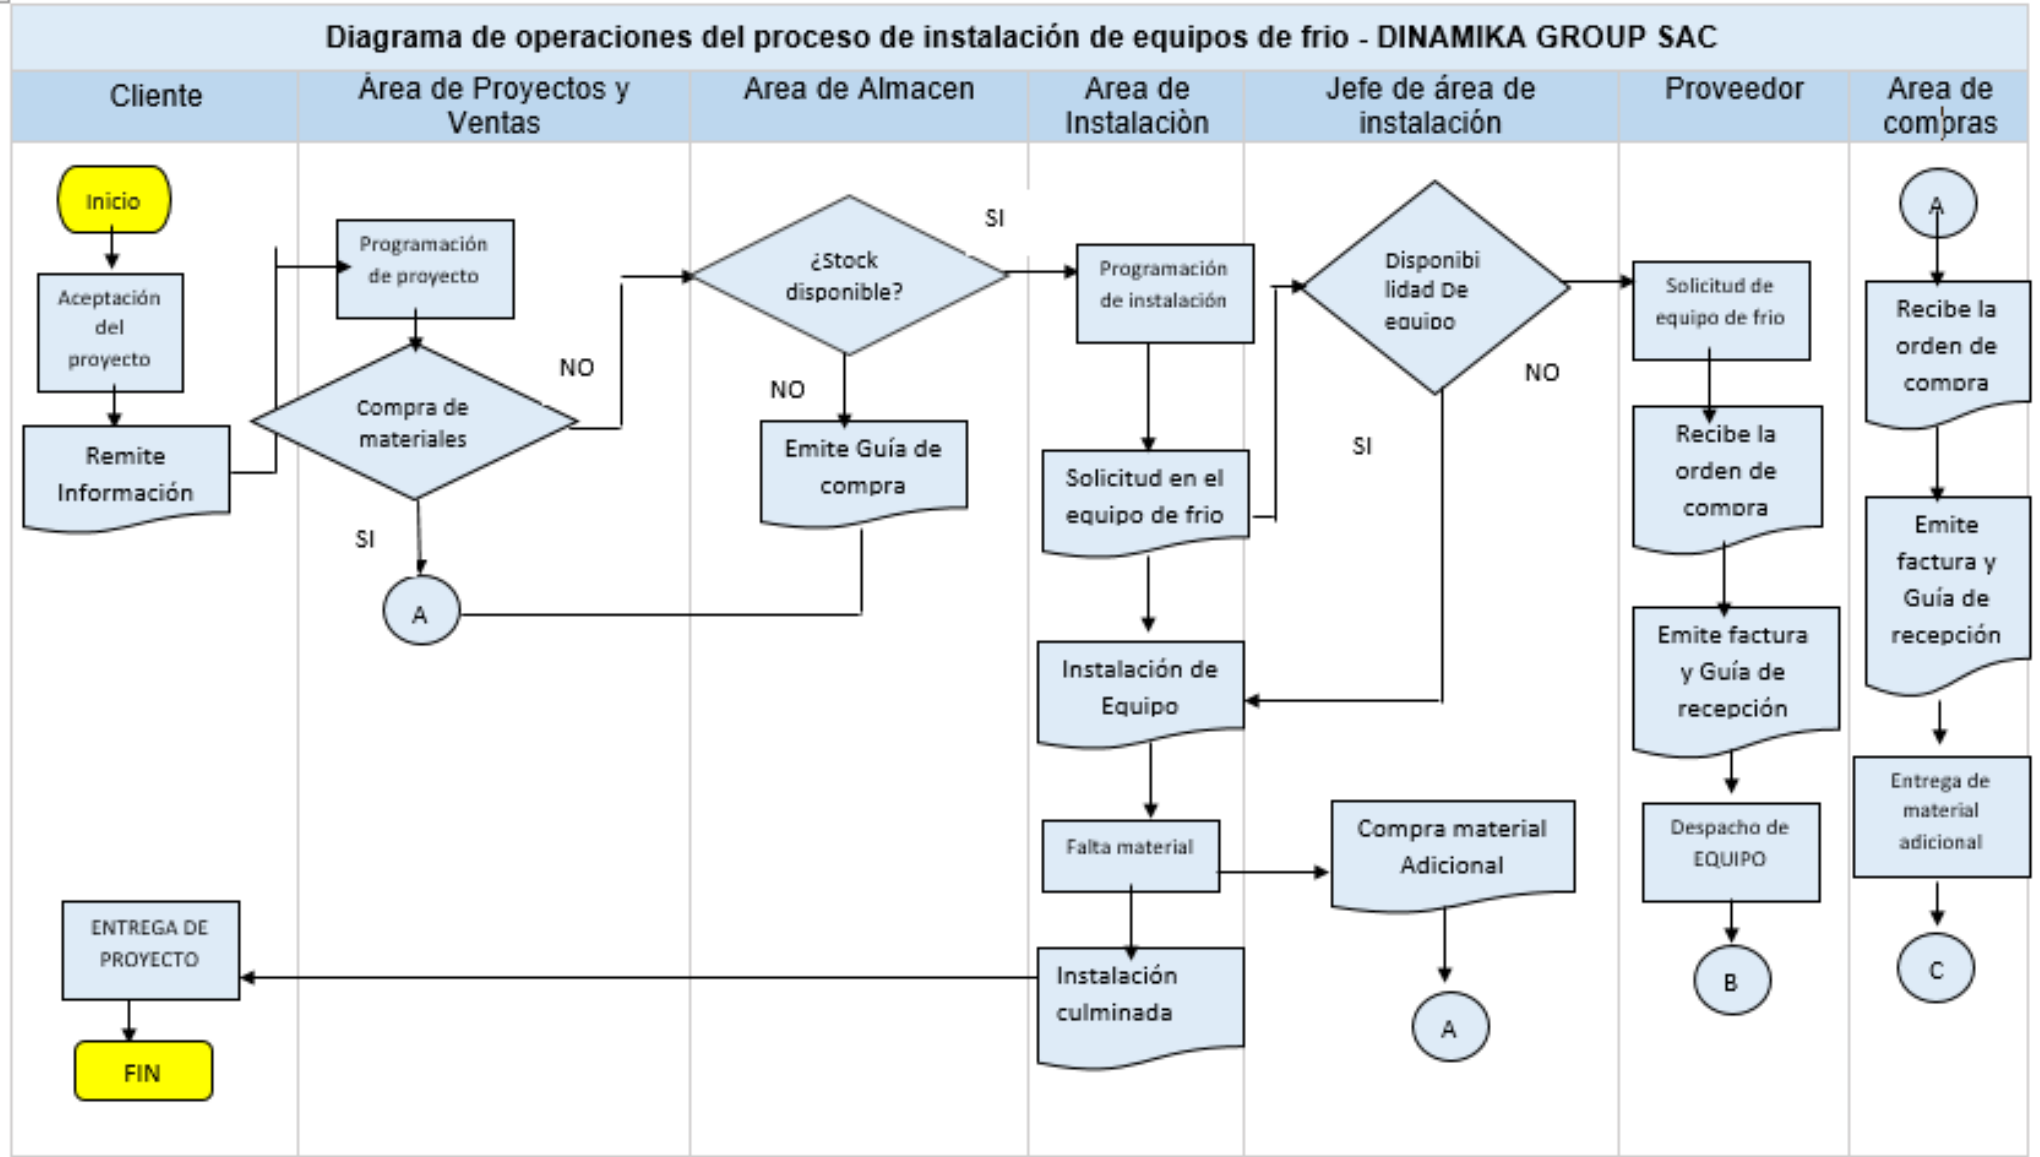 Diagrama de operaciones del proceso de instalación de equipos de frio - DINAMIKA GROUP SAC
Cliente
Área de Proyectos y
Ventas
Area de Almacen
Area de
Instalaciòn
Jefe de área de
instalación
Proveedor
Area de
compras
Inicio
Aceptación
del
proyecto
Remite
Información
ENTREGA DE
PROYECTO
FIN
Programación
de proyecto
Compra de
materiales
NO
SI
A
¿Stock
disponible?
SI
NO
Emite Guía de
compra
Programación
de instalación
Solicitud en el
equipo de frio
Instalación de
Equipo
Falta material
Instalación
culminada
Disponibi
lidad De
equipo
NO
SI
Compra material
Adicional
A
Solicitud de
equipo de frio
Recibe la
orden de
compra
Emite factura
y Guía de
recepción
Despacho de
EQUIPO
B
A
Recibe la
orden de
compra
Emite
factura y
Guía de
recepción
Entrega de
material
adicional
C